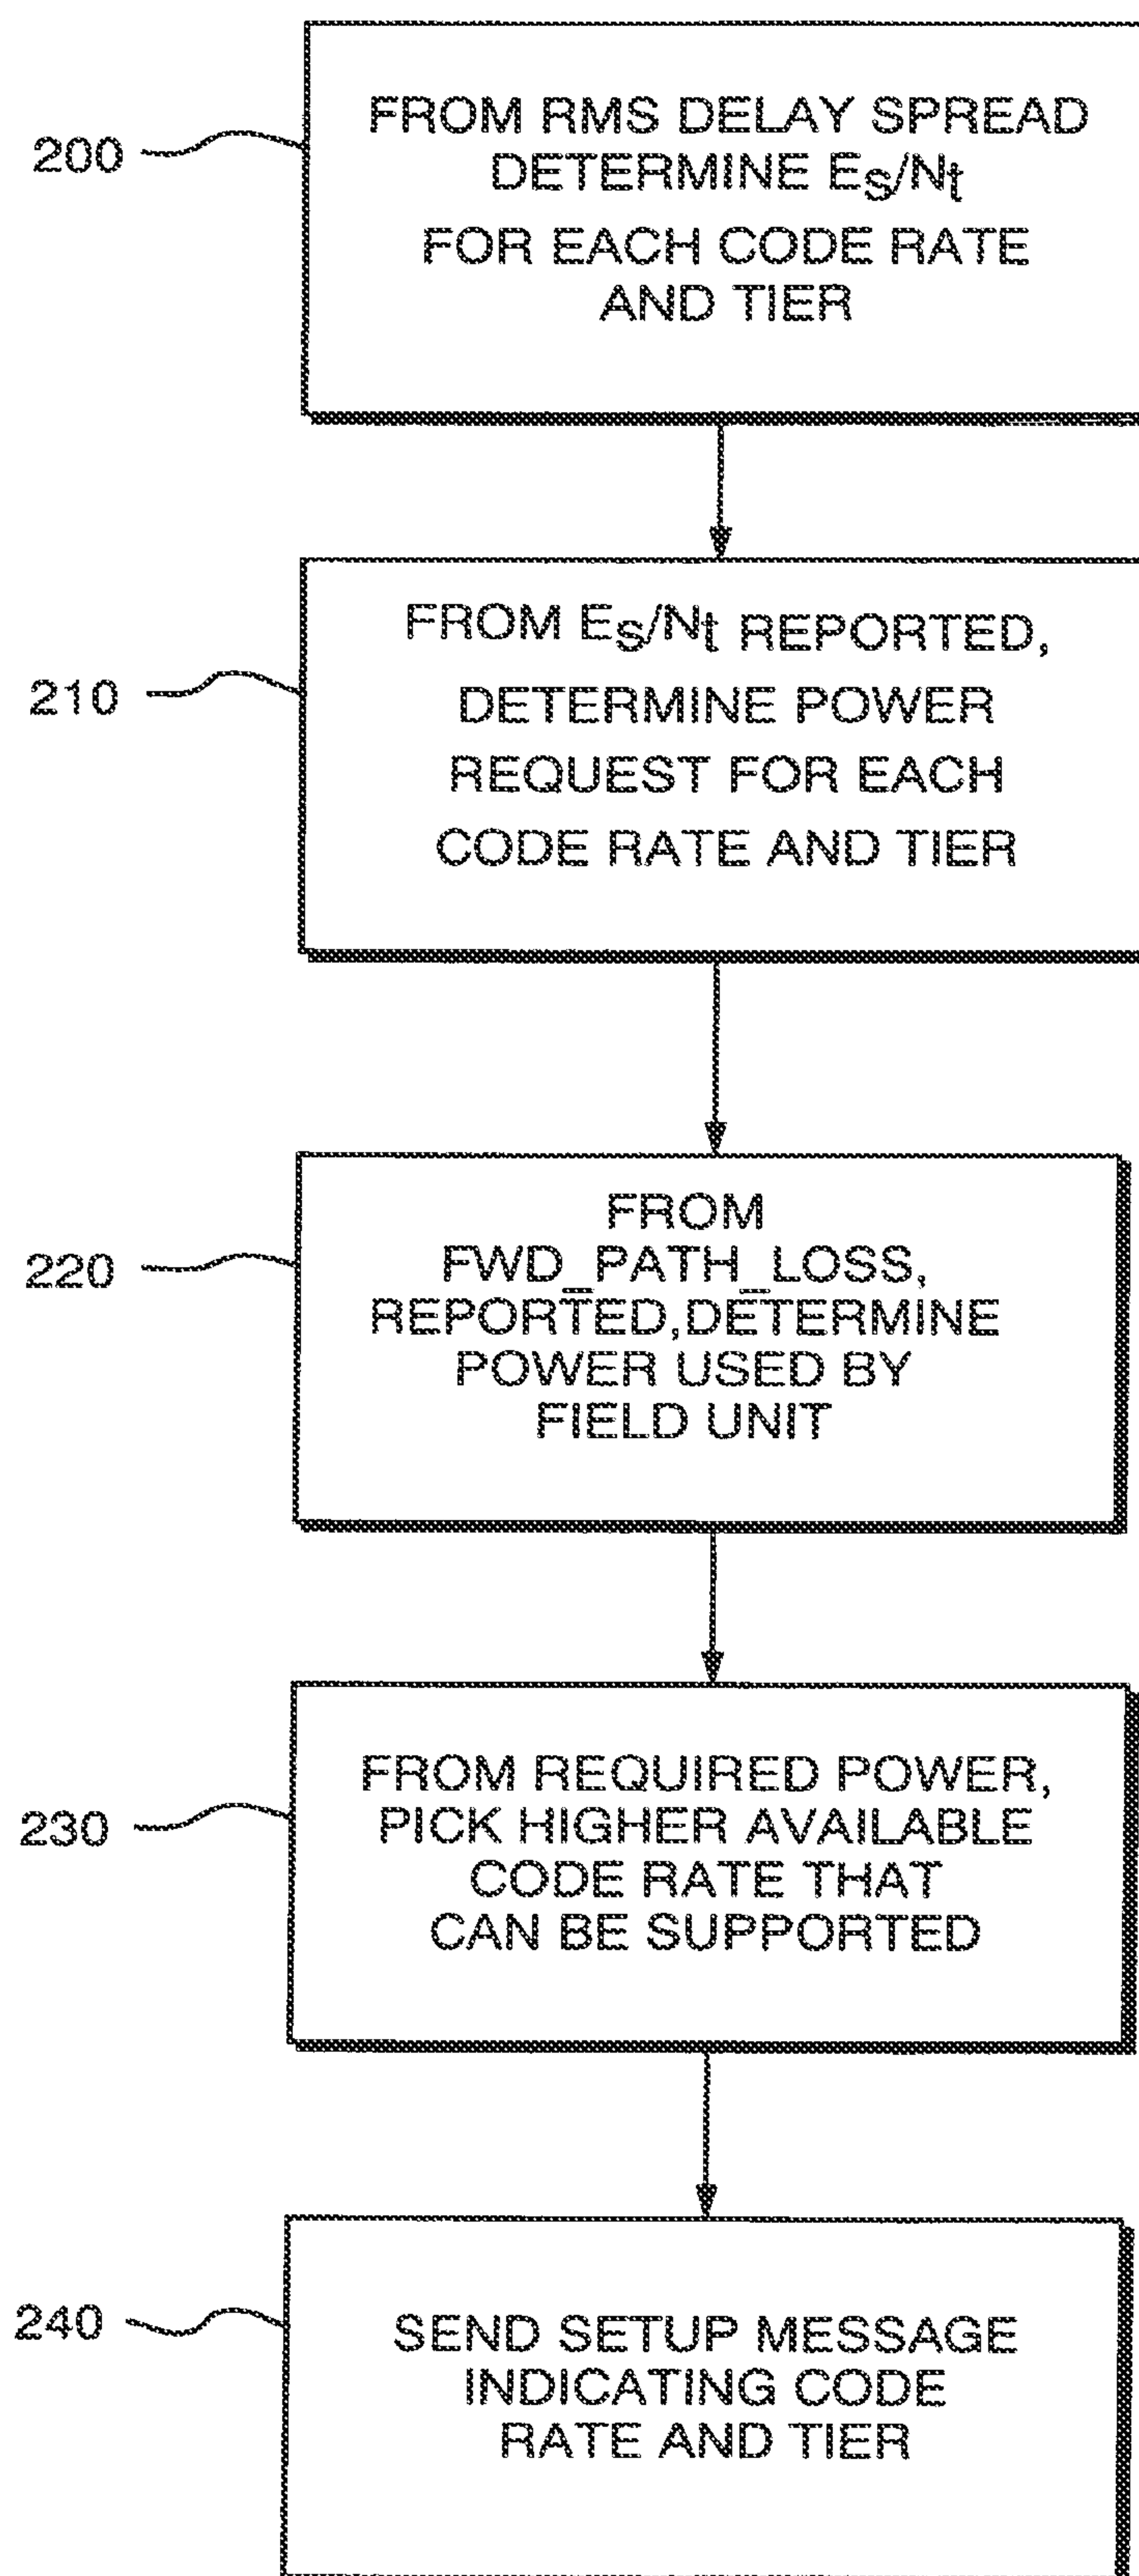 200
FROM RMS DELAY SPREAD
DETERMINE Es/Nt
FOR EACH CODE RATE
AND TIER
210
FROM Es/Nt REPORTED,
DETERMINE POWER
REQUEST FOR EACH
CODE RATE AND TIER
220
FROM
FWD_PATH_LOSS,
REPORTED,DETERMINE
POWER USED BY
FIELD UNIT
230
FROM REQUIRED POWER,
PICK HIGHER AVAILABLE
CODE RATE THAT
CAN BE SUPPORTED
240
SEND SETUP MESSAGE
INDICATING CODE
RATE AND TIER